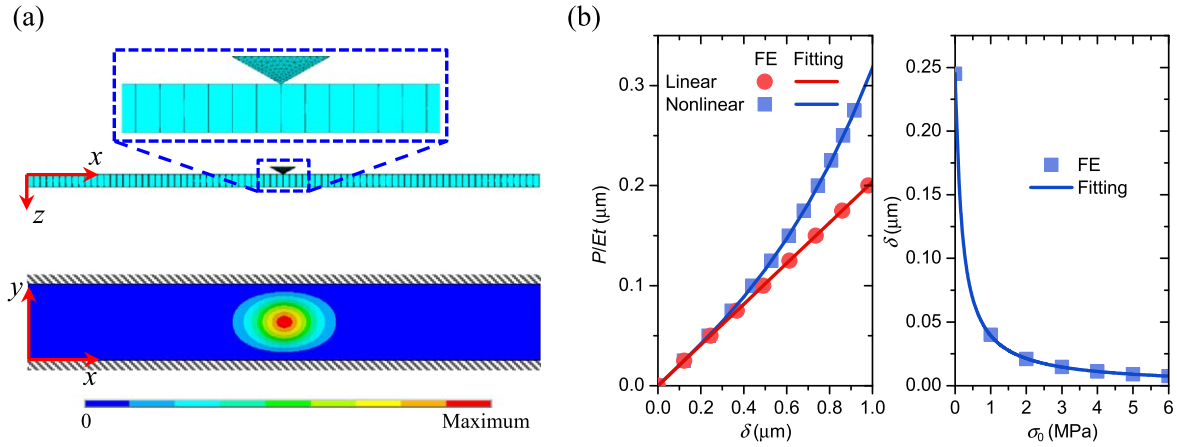 (a)
x
z
y
x
0
Maximum
(b)
FE Fitting
Linear
Nonlinear
0.3
0.2
0.1
0.0
P/Et (μm)
0.0 0.2 0.4 0.6 0.8 1.0
δ (μm)
0.25
0.20
0.15
0.10
0.05
0.00
δ (μm)
FE
Fitting
0 1 2 3 4 5 6
σ₀ (MPa)